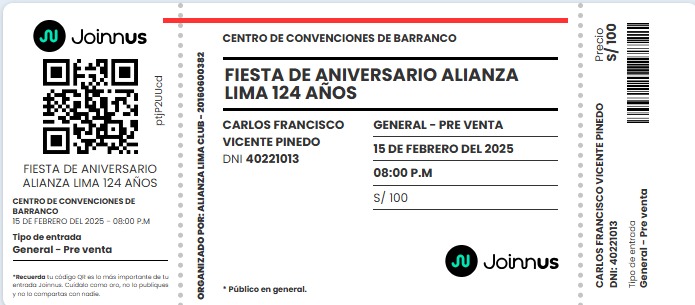 Joinnus
ptjP2UUcd
FIESTA DE ANIVERSARIO
ALIANZA LIMA 124 AÑOS
CENTRO DE CONVENCIONES DE
BARRANCO
15 DE FEBRERO DEL 2025 - 08:00 P.M
Tipo de entrada
General - Pre venta
*Recuerda tu código QR es lo más importante de tu
entrada Joinnus. Cuídalo como oro, no lo publiques
y no lo compartas con nadie.
ORGANIZADO POR: ALIANZA LIMA CLUB - 20160600382
CENTRO DE CONVENCIONES DE BARRANCO
FIESTA DE ANIVERSARIO ALIANZA
LIMA 124 AÑOS
CARLOS FRANCISCO
VICENTE PINEDO
DNI 40221013
GENERAL - PRE VENTA
15 DE FEBRERO DEL 2025
08:00 P.M
S/ 100
Joinnus
* Público en general.
CARLOS FRANCISCO VICENTE PINEDO
DNI: 40221013
Precio
S/ 100
Tipo de entrada
General - Pre venta